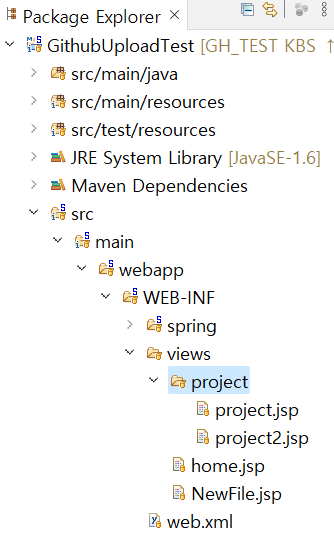 Package Explorer
GithubUploadTest [GH_TEST KBS ↑
src/main/java
src/main/resources
src/test/resources
JRE System Library [JavaSE-1.6]
Maven Dependencies
src
main
webapp
WEB-INF
spring
views
project
project.jsp
project2.jsp
home.jsp
NewFile.jsp
web.xml